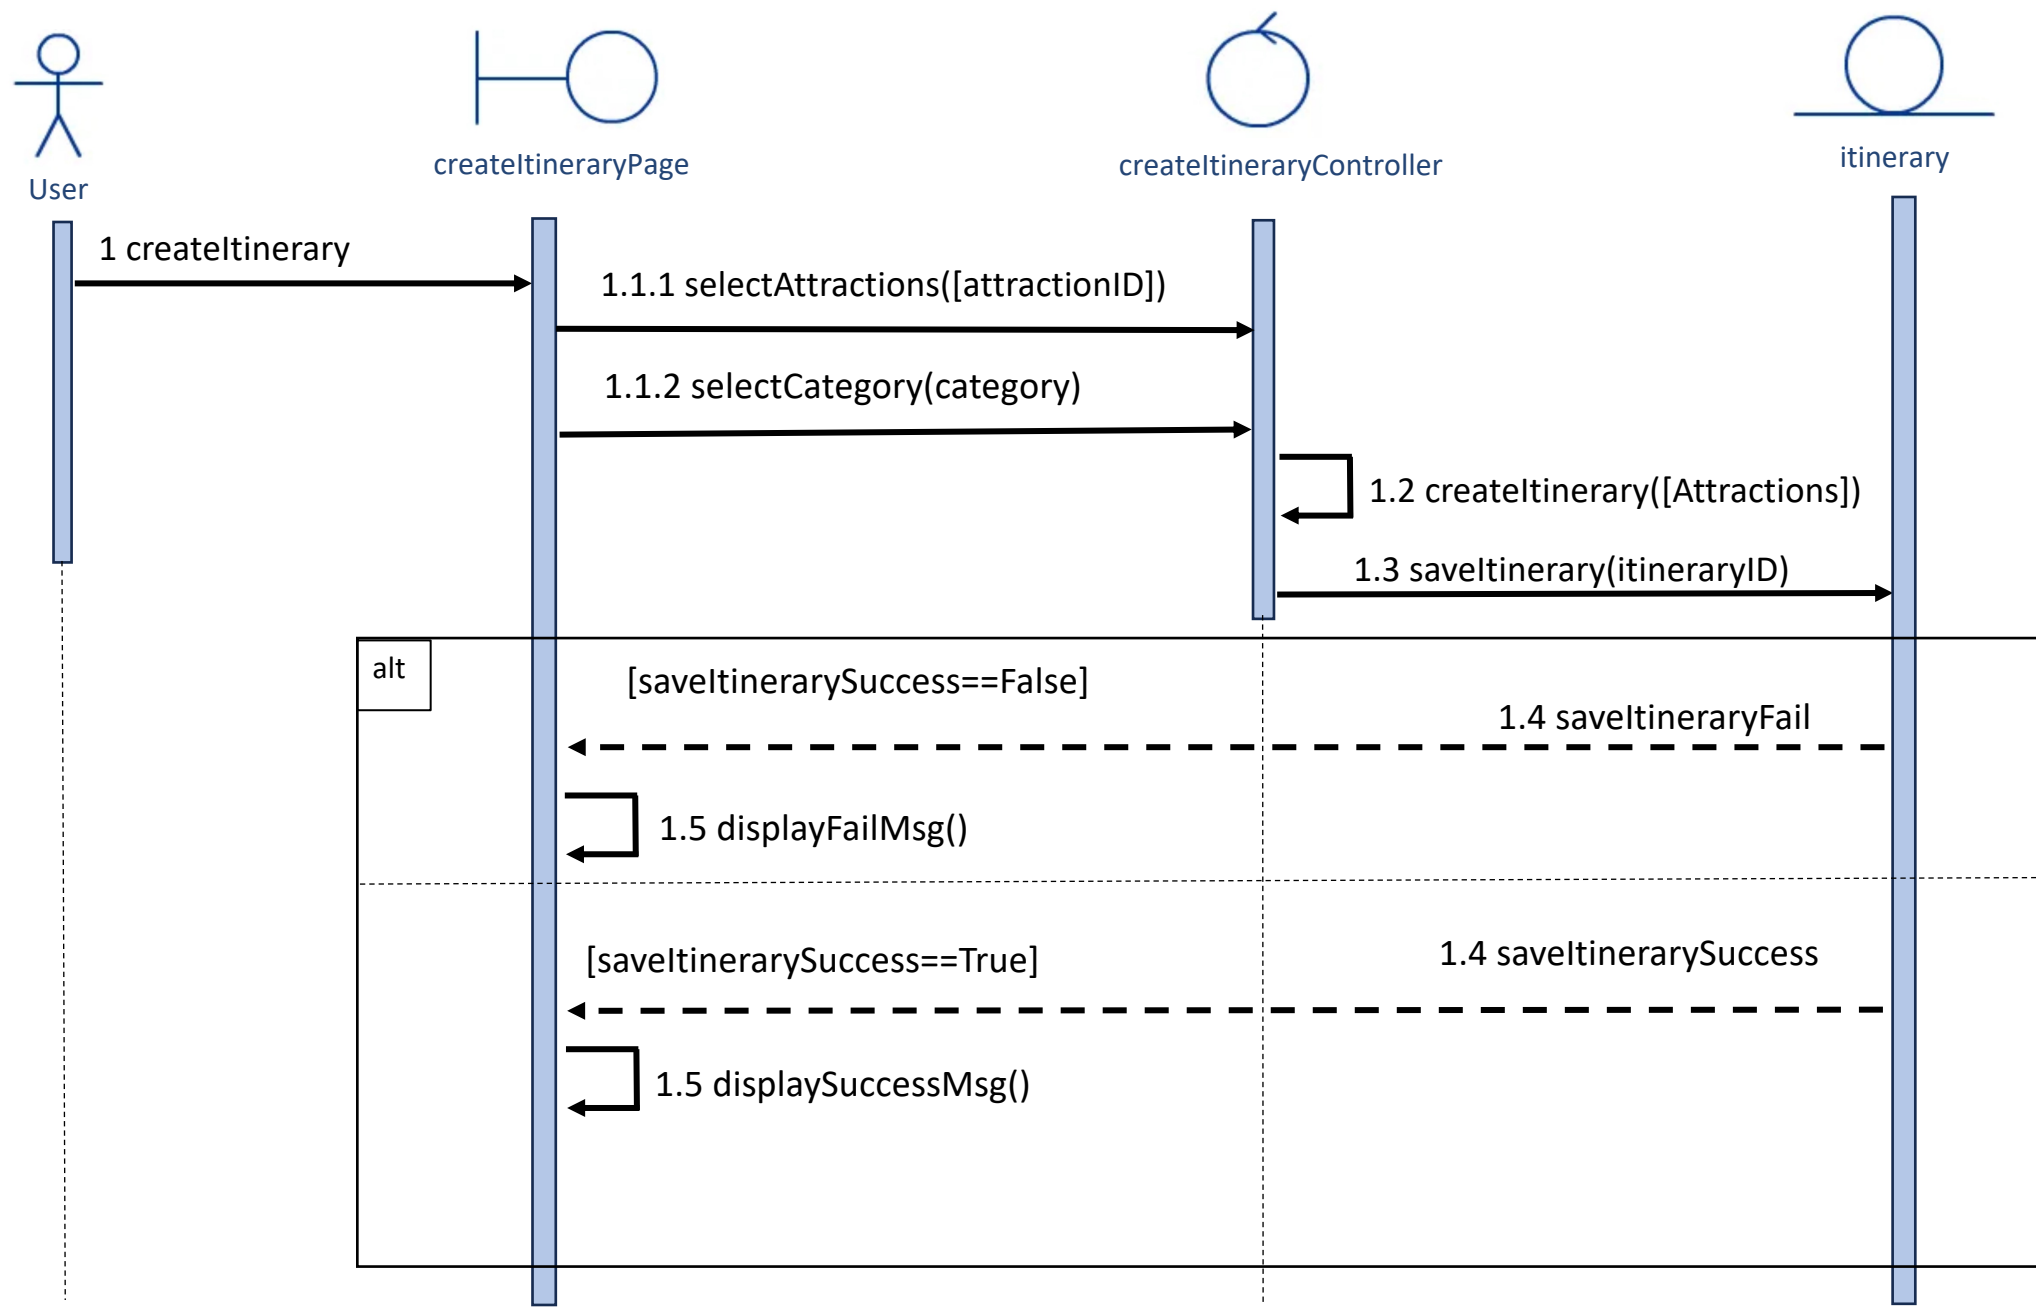 User
createItineraryPage
createItineraryController
itinerary
1 createItinerary
1.1.1 selectAttractions([attractionID])
1.1.2 selectCategory(category)
1.2 createItinerary([Attractions])
1.3 saveItinerary(itineraryID)
alt
[saveItinerarySuccess==False]
1.4 saveItineraryFail
1.5 displayFailMsg()
[saveItinerarySuccess==True]
1.4 saveItinerarySuccess
1.5 displaySuccessMsg()